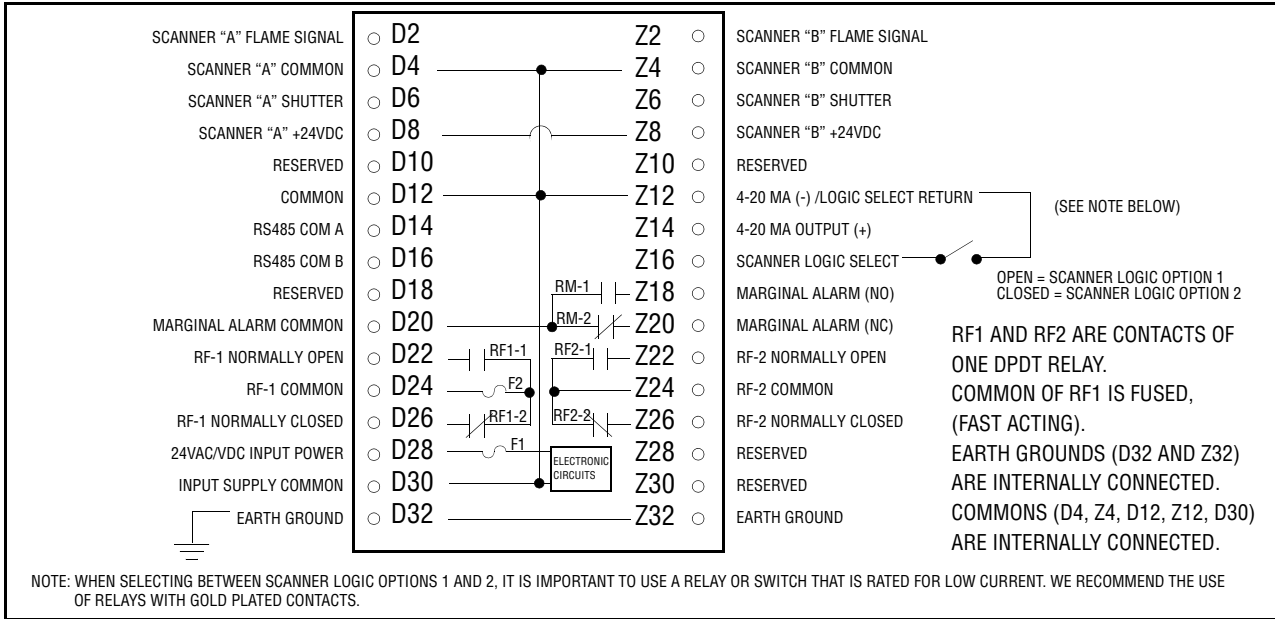 SCANNER “A” FLAME SIGNAL D2 Z2 SCANNER “B” FLAME SIGNAL
SCANNER “A” COMMON D4 Z4 SCANNER “B” COMMON
SCANNER “A” SHUTTER D6 Z6 SCANNER “B” SHUTTER
SCANNER “A” +24VDC D8 Z8 SCANNER “B” +24VDC
RESERVED D10 Z10 RESERVED
COMMON D12 Z12 4-20 MA (-) /LOGIC SELECT RETURN
(SEE NOTE BELOW)
RS485 COM A D14 Z14 4-20 MA OUTPUT (+)
RS485 COM B D16 Z16 SCANNER LOGIC SELECT
OPEN = SCANNER LOGIC OPTION 1
CLOSED = SCANNER LOGIC OPTION 2
RESERVED D18 RM-1 Z18 MARGINAL ALARM (NO)
MARGINAL ALARM COMMON D20 RM-2 Z20 MARGINAL ALARM (NC)
RF-1 NORMALLY OPEN D22 RF1-1 RF2-1 Z22 RF-2 NORMALLY OPEN
RF-1 COMMON D24 F2 Z24 RF-2 COMMON
RF-1 NORMALLY CLOSED D26 RF1-2 RF2-2 Z26 RF-2 NORMALLY CLOSED
24VAC/VDC INPUT POWER D28 F1 Z28 RESERVED
ELECTRONIC
CIRCUITS
INPUT SUPPLY COMMON D30 Z30 RESERVED
EARTH GROUND D32 Z32 EARTH GROUND
RF1 AND RF2 ARE CONTACTS OF
ONE DPDT RELAY.
COMMON OF RF1 IS FUSED,
(FAST ACTING).
EARTH GROUNDS (D32 AND Z32)
ARE INTERNALLY CONNECTED.
COMMONS (D4, Z4, D12, Z12, D30)
ARE INTERNALLY CONNECTED.
NOTE: WHEN SELECTING BETWEEN SCANNER LOGIC OPTIONS 1 AND 2, IT IS IMPORTANT TO USE A RELAY OR SWITCH THAT IS RATED FOR LOW CURRENT. WE RECOMMEND THE USE
OF RELAYS WITH GOLD PLATED CONTACTS.